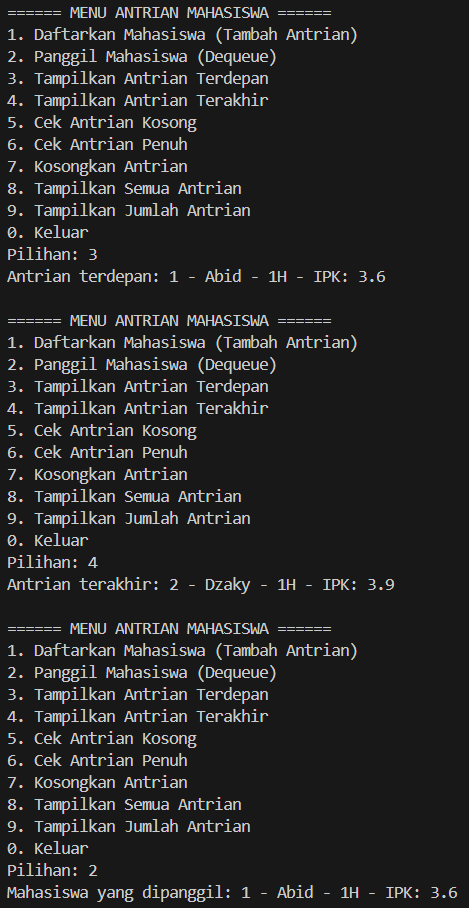 ====== MENU ANTRIAN MAHASISWA ======
1. Daftarkan Mahasiswa (Tambah Antrian)
2. Panggil Mahasiswa (Dequeue)
3. Tampilkan Antrian Terdepan
4. Tampilkan Antrian Terakhir
5. Cek Antrian Kosong
6. Cek Antrian Penuh
7. Kosongkan Antrian
8. Tampilkan Semua Antrian
9. Tampilkan Jumlah Antrian
0. Keluar
Pilihan: 3
Antrian terdepan: 1 - Abid - 1H - IPK: 3.6

====== MENU ANTRIAN MAHASISWA ======
1. Daftarkan Mahasiswa (Tambah Antrian)
2. Panggil Mahasiswa (Dequeue)
3. Tampilkan Antrian Terdepan
4. Tampilkan Antrian Terakhir
5. Cek Antrian Kosong
6. Cek Antrian Penuh
7. Kosongkan Antrian
8. Tampilkan Semua Antrian
9. Tampilkan Jumlah Antrian
0. Keluar
Pilihan: 4
Antrian terakhir: 2 - Dzaky - 1H - IPK: 3.9

====== MENU ANTRIAN MAHASISWA ======
1. Daftarkan Mahasiswa (Tambah Antrian)
2. Panggil Mahasiswa (Dequeue)
3. Tampilkan Antrian Terdepan
4. Tampilkan Antrian Terakhir
5. Cek Antrian Kosong
6. Cek Antrian Penuh
7. Kosongkan Antrian
8. Tampilkan Semua Antrian
9. Tampilkan Jumlah Antrian
0. Keluar
Pilihan: 2
Mahasiswa yang dipanggil: 1 - Abid - 1H - IPK: 3.6